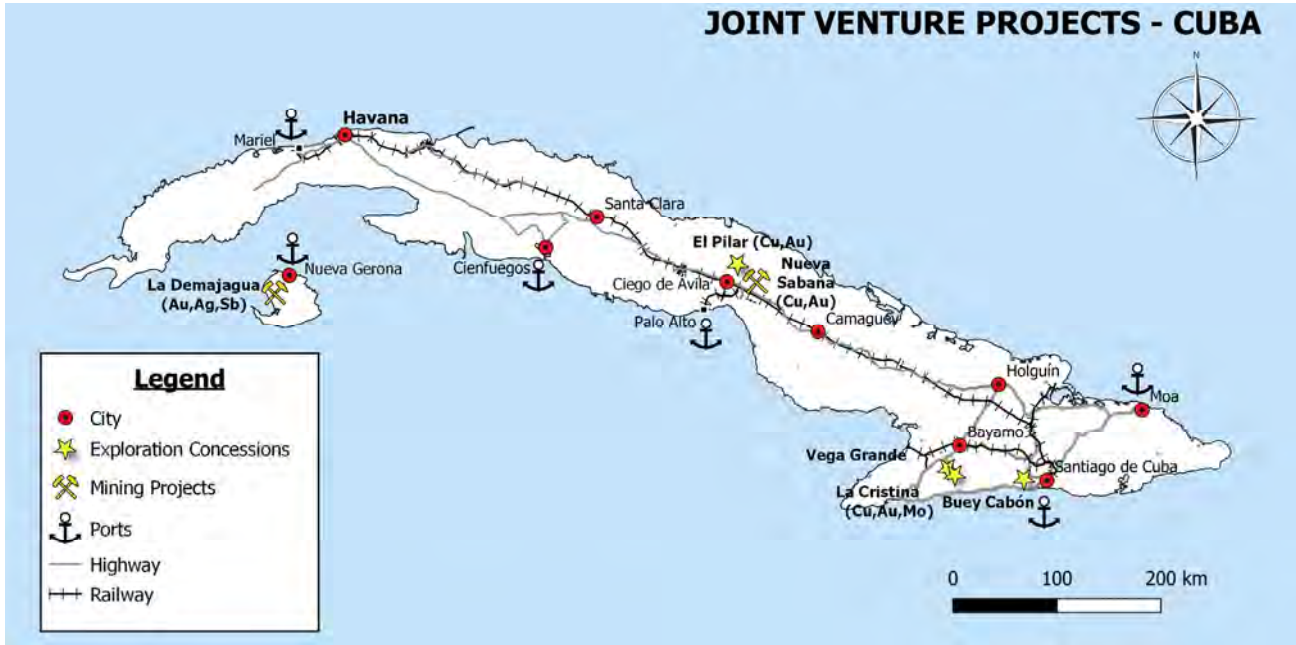 JOINT VENTURE PROJECTS - CUBA
N
Havana
Mariel
Santa Clara
El Pilar (Cu,Au)
Nueva
Sabana
(Cu,Au)
Nueva Gerona
Cienfuegos
Ciego de Ávila
La Demajagua
(Au,Ag,Sb)
Palo Alto
Camaguey
Holguín
Moa
Bayamo
Vega Grande
Santiago de Cuba
La Cristina
(Cu,Au,Mo)
Buey Cabón
Legend
City
Exploration Concessions
Mining Projects
Ports
Highway
Railway
0 100 200 km